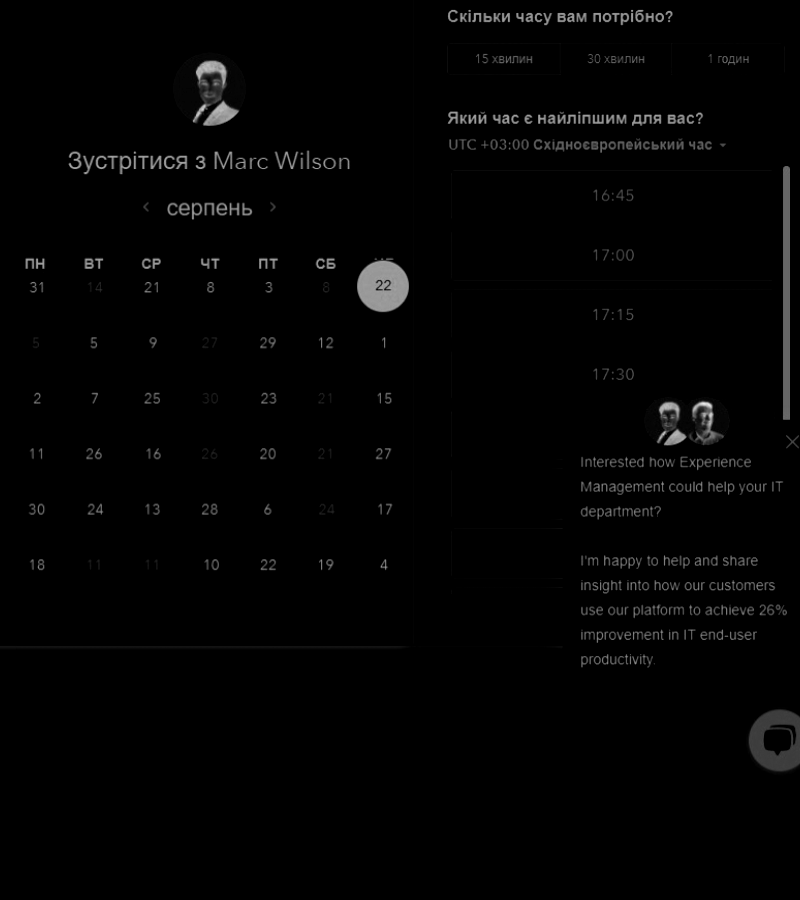 Зустрітися з Marc Wilson
серпень
ПН ВТ СР ЧТ ПТ СБ
31 14 21 8 3 8 22
5 5 9 27 29 12 1
2 7 25 30 23 21 15
11 26 16 26 20 21 27
30 24 13 28 6 24 17
18 11 11 10 22 19 4
Скільки часу вам потрібно?
15 хвилин 30 хвилин 1 годин
Який час є найліпшим для вас?
UTC +03:00 Східноєвропейський час
16:45
17:00
17:15
17:30
Interested how Experience
Management could help your IT
department?
I'm happy to help and share
insight into how our customers
use our platform to achieve 26%
improvement in IT end-user
productivity.